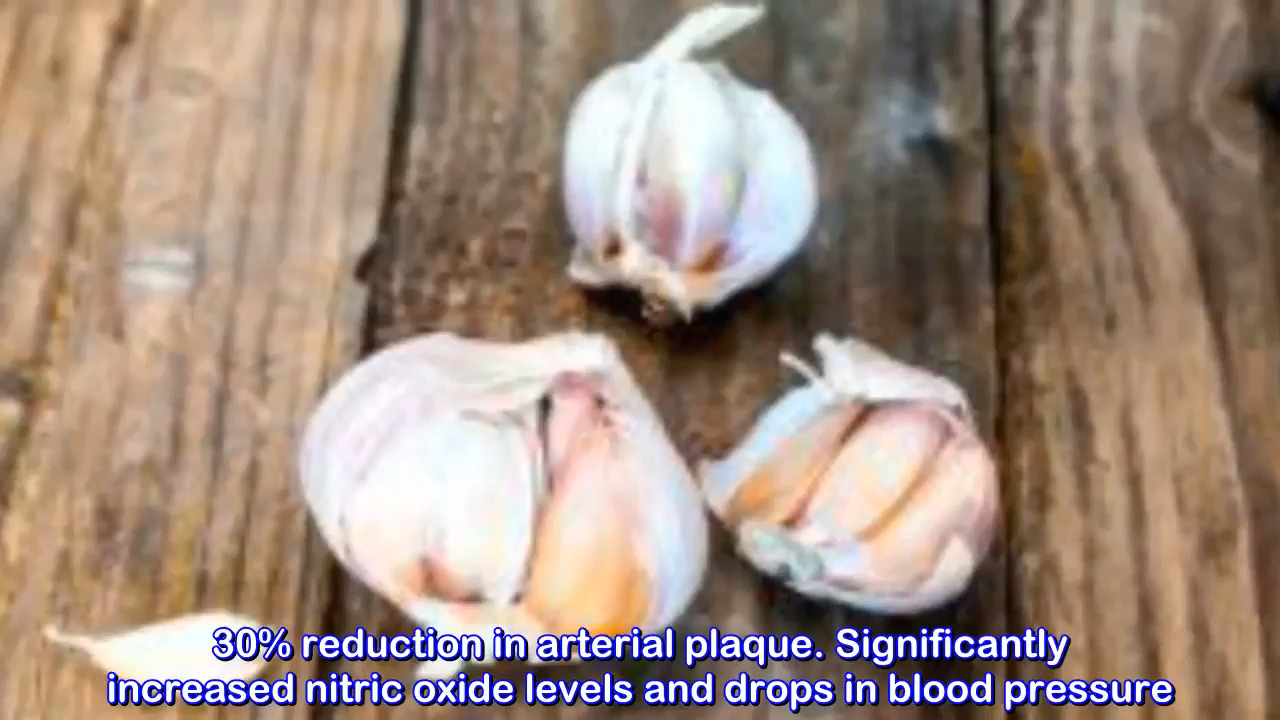 30% reduction in arterial plaque. Significantly
increased nitric oxide levels and drops in blood pressure